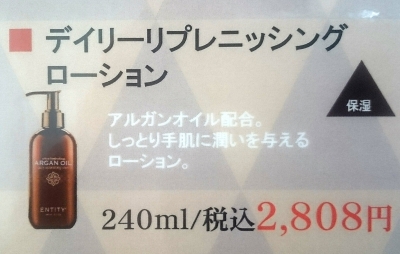 ■ デイリーリプレニッシング
ローション
保湿
アルガンオイル配合。
しっとり手肌に潤いを与える
ローション。
ARGAN OIL
ENTITY
240ml/税込2,808円